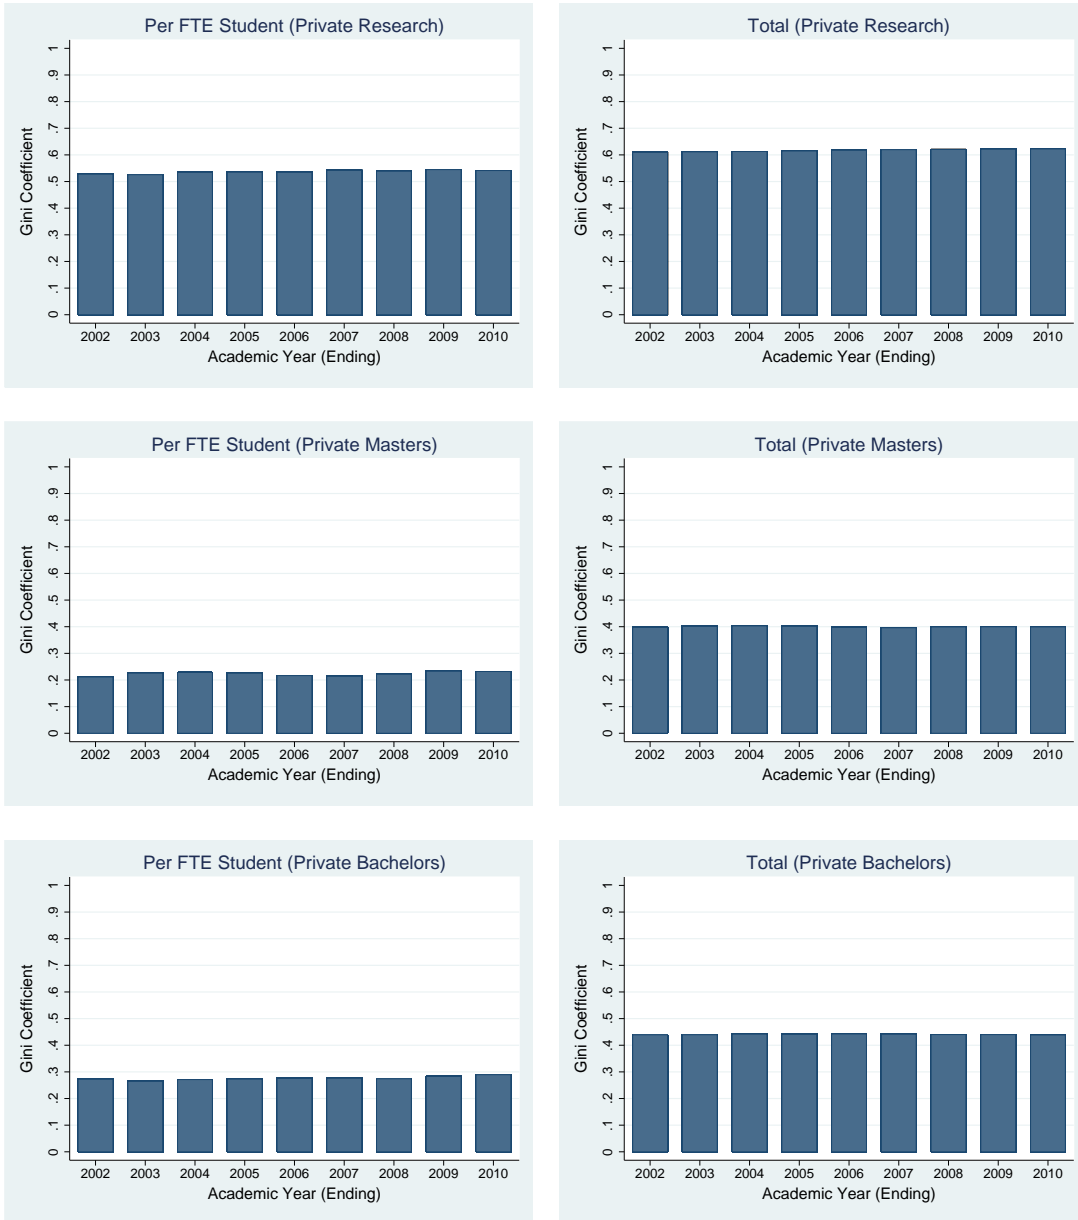 Per FTE Student (Private Research)
1
.9
.8
.7
.6
.5
.4
.3
.2
.1
0
Gini Coefficient
2002 2003 2004 2005 2006 2007 2008 2009 2010
Academic Year (Ending)
Total (Private Research)
1
.9
.8
.7
.6
.5
.4
.3
.2
.1
0
Gini Coefficient
2002 2003 2004 2005 2006 2007 2008 2009 2010
Academic Year (Ending)
Per FTE Student (Private Masters)
1
.9
.8
.7
.6
.5
.4
.3
.2
.1
0
Gini Coefficient
2002 2003 2004 2005 2006 2007 2008 2009 2010
Academic Year (Ending)
Total (Private Masters)
1
.9
.8
.7
.6
.5
.4
.3
.2
.1
0
Gini Coefficient
2002 2003 2004 2005 2006 2007 2008 2009 2010
Academic Year (Ending)
Per FTE Student (Private Bachelors)
1
.9
.8
.7
.6
.5
.4
.3
.2
.1
0
Gini Coefficient
2002 2003 2004 2005 2006 2007 2008 2009 2010
Academic Year (Ending)
Total (Private Bachelors)
1
.9
.8
.7
.6
.5
.4
.3
.2
.1
0
Gini Coefficient
2002 2003 2004 2005 2006 2007 2008 2009 2010
Academic Year (Ending)